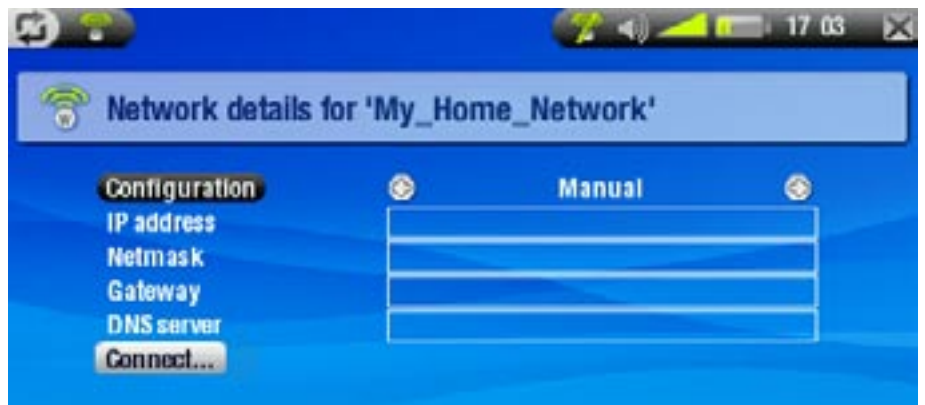 17 03
Network details for 'My_Home_Network'
Configuration Manual
IP address
Netmask
Gateway
DNS server
Connect...